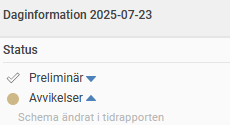 Daginformation 2025-07-23
Status
Preliminär
Avvikelser
Schema ändrat i tidrapporten